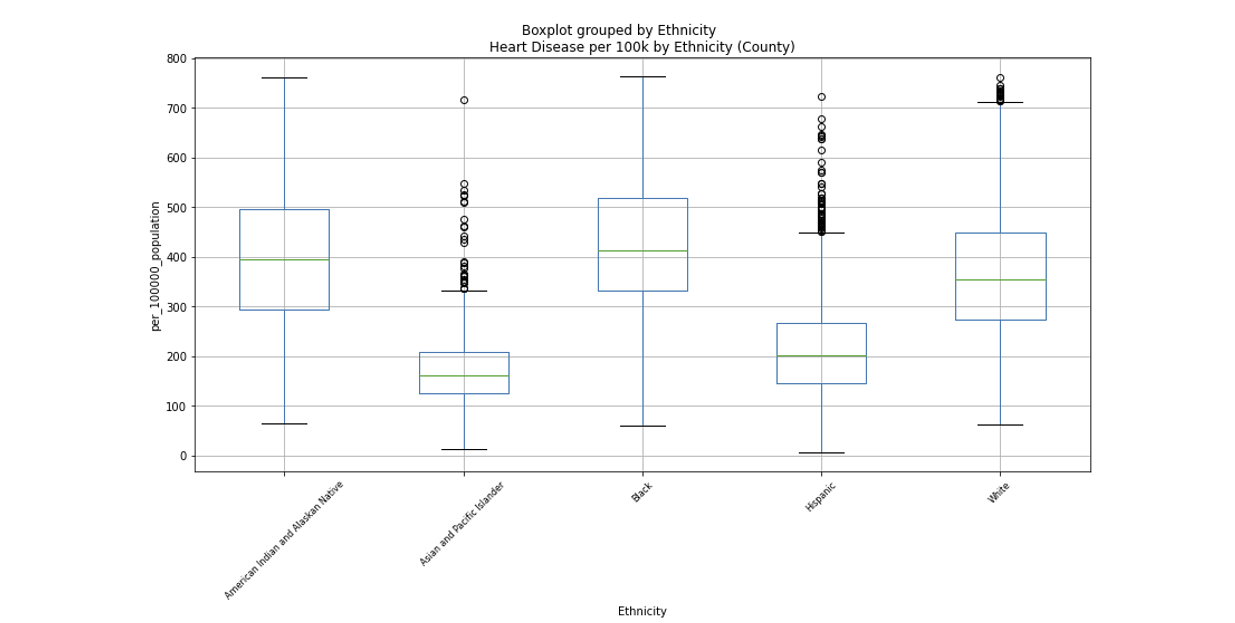 Boxplot grouped by Ethnicity
Heart Disease per 100k by Ethnicity (County)
800
700
600
500
400
300
200
100
0
per_100000_population
American Indian and Alaskan Native
Asian and Pacific Islander
Black
Hispanic
White
Ethnicity